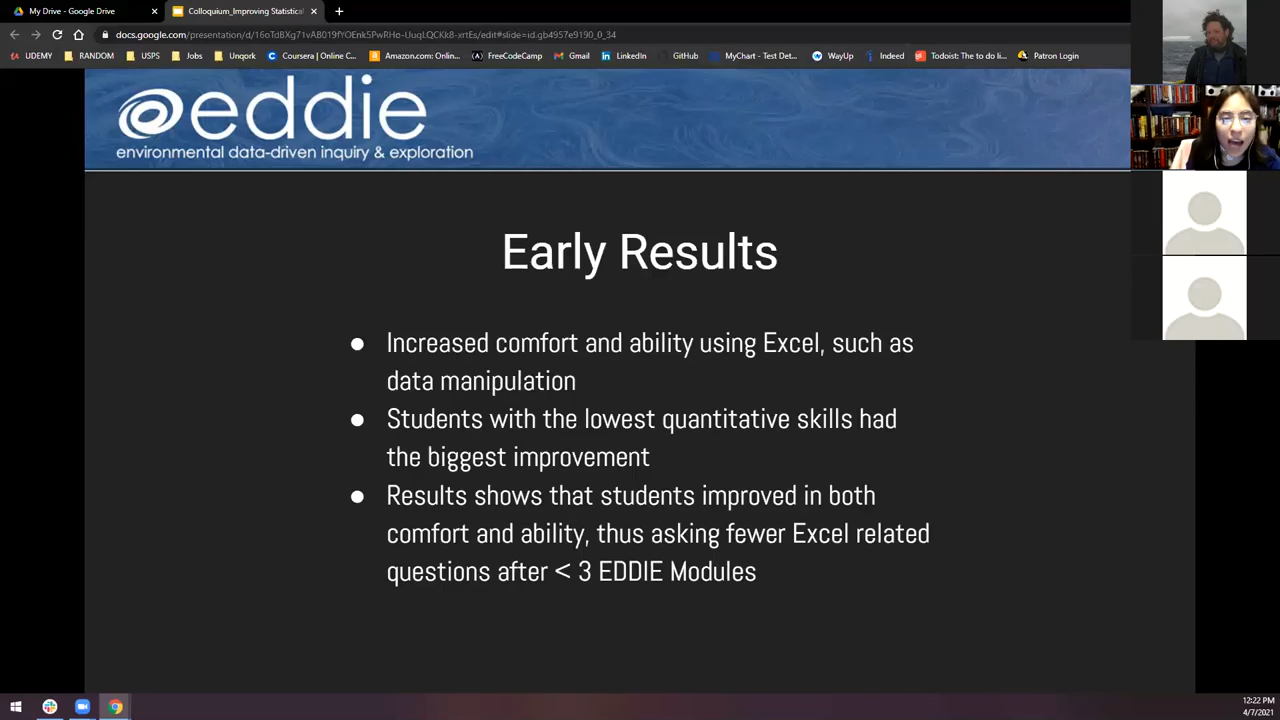 My Drive - Google Drive
Colloquium_Improving Statistica
docs.google.com/presentation/d/16oTdBXg71vAB019fYOEnk5PwRHo-UuqLQCKk8-xrtEs/edit#slide=id.gb4957e9190_0_34
UDEMY RANDOM USPS Jobs Unqork Coursera | Online C... Amazon.com: Onlin... FreeCodeCamp Gmail LinkedIn GitHub MyChart - Test Det... WayUp Indeed Todoist: The to do li... Patron Login
eddie
environmental data-driven inquiry & exploration
Early Results
● Increased comfort and ability using Excel, such as
data manipulation
● Students with the lowest quantitative skills had
the biggest improvement
● Results shows that students improved in both
comfort and ability, thus asking fewer Excel related
questions after < 3 EDDIE Modules
12:22 PM
4/7/2021